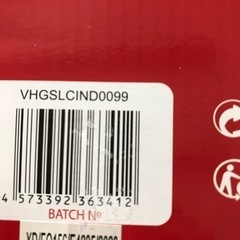 VHGSLCIND0099
4 573392 363412
BATCH Nº